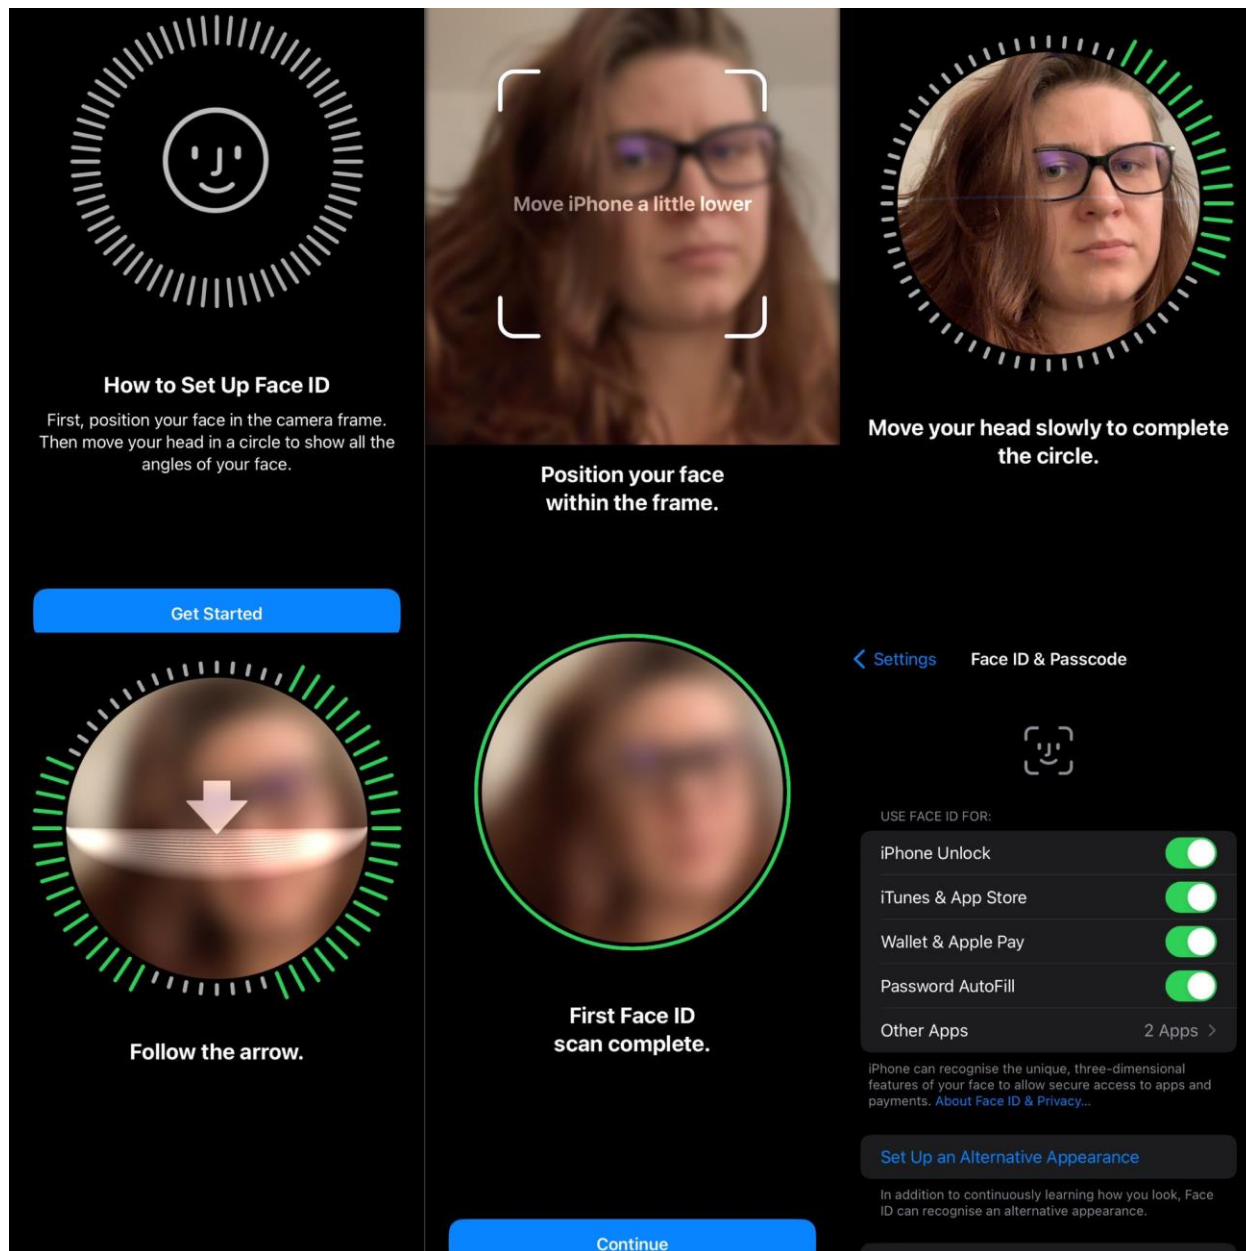 How to Set Up Face ID
First, position your face in the camera frame.
Then move your head in a circle to show all the
angles of your face.
Get Started
Move iPhone a little lower
Position your face
within the frame.
Move your head slowly to complete
the circle.
Follow the arrow.
First Face ID
scan complete.
Continue
Settings
Face ID & Passcode
USE FACE ID FOR:
iPhone Unlock
iTunes & App Store
Wallet & Apple Pay
Password AutoFill
Other Apps 2 Apps
iPhone can recognise the unique, three-dimensional
features of your face to allow secure access to apps and
payments. About Face ID & Privacy...
Set Up an Alternative Appearance
In addition to continuously learning how you look, Face
ID can recognise an alternative appearance.